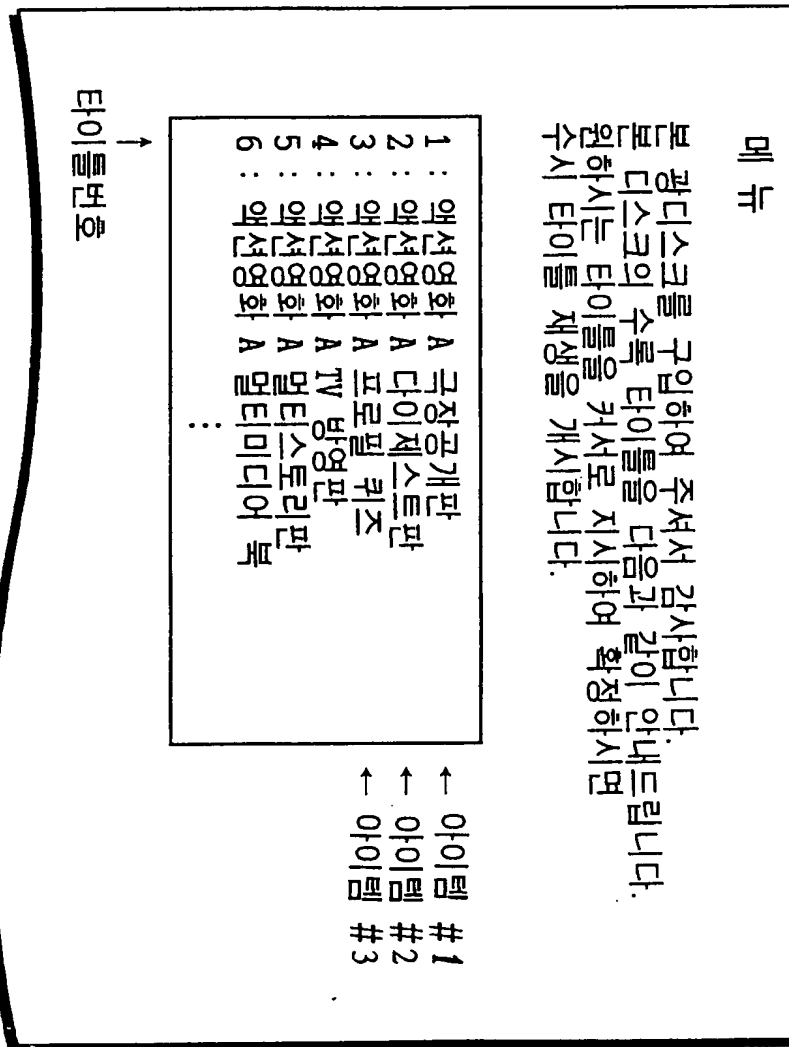 메뉴
본 광디스크를 구입하여 주셔서 감사합니다.
본 디스크의 수록 타이틀을 다음과 같이 안내드립니다.
원하시는 타이틀을 커서로 지시하여 확정하시면
수시 타이틀 재생을 개시합니다.
1 : 액션영화 A 극장공개판 ← 아이템 #1
2 : 액션영화 A 다이제스트판 ← 아이템 #2
3 : 액션영화 A 프로필 퀴즈 ← 아이템 #3
4 : 액션영화 A TV 방영판
5 : 액션영화 A 멀티스토리판
6 : 액션영화 A 멀티미디어 북
⋮
↑
타이틀번호